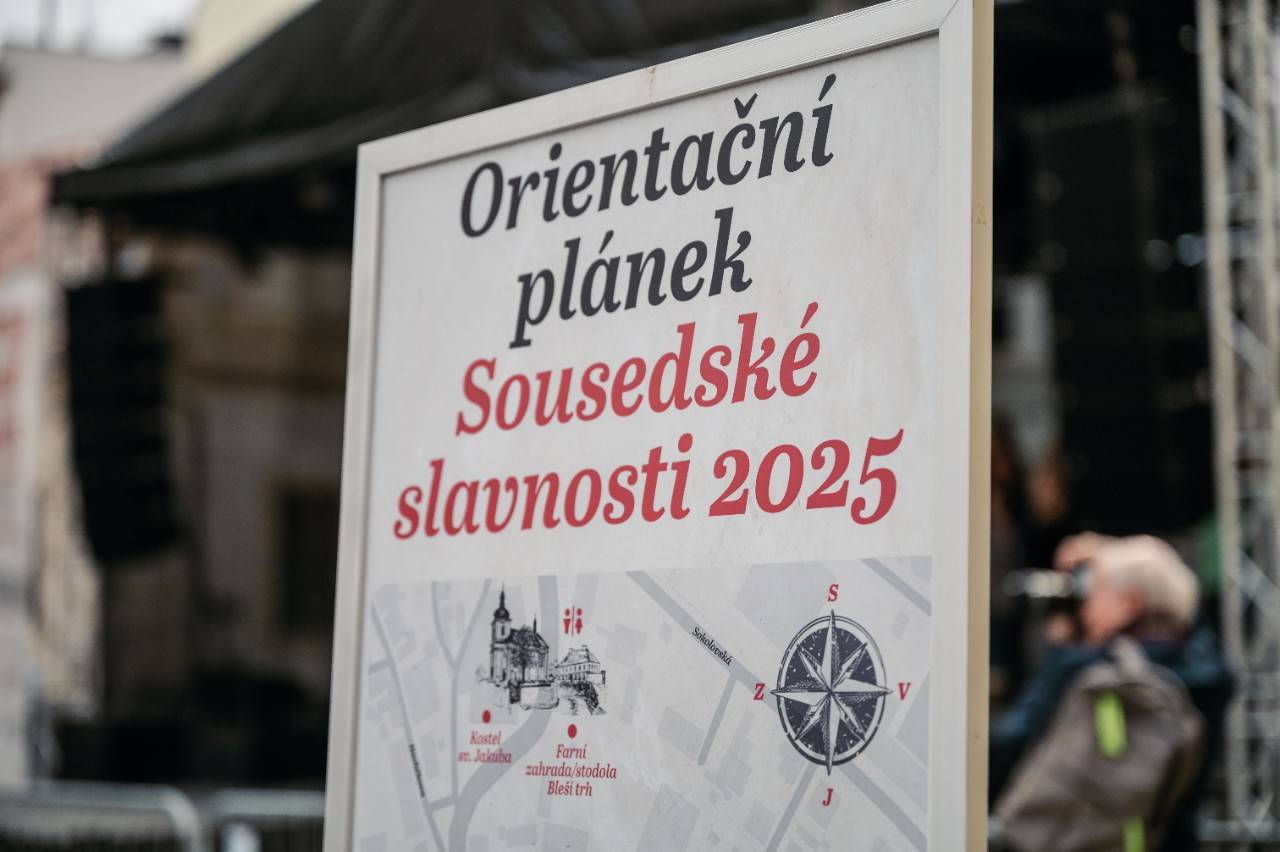 Orientační
plánek
Sousedské
slavnosti 2025
S
Sokolovská
Z
V
Kostel
sv. Jakuba
Farní
zahrada/stodola
Bleší trh
J